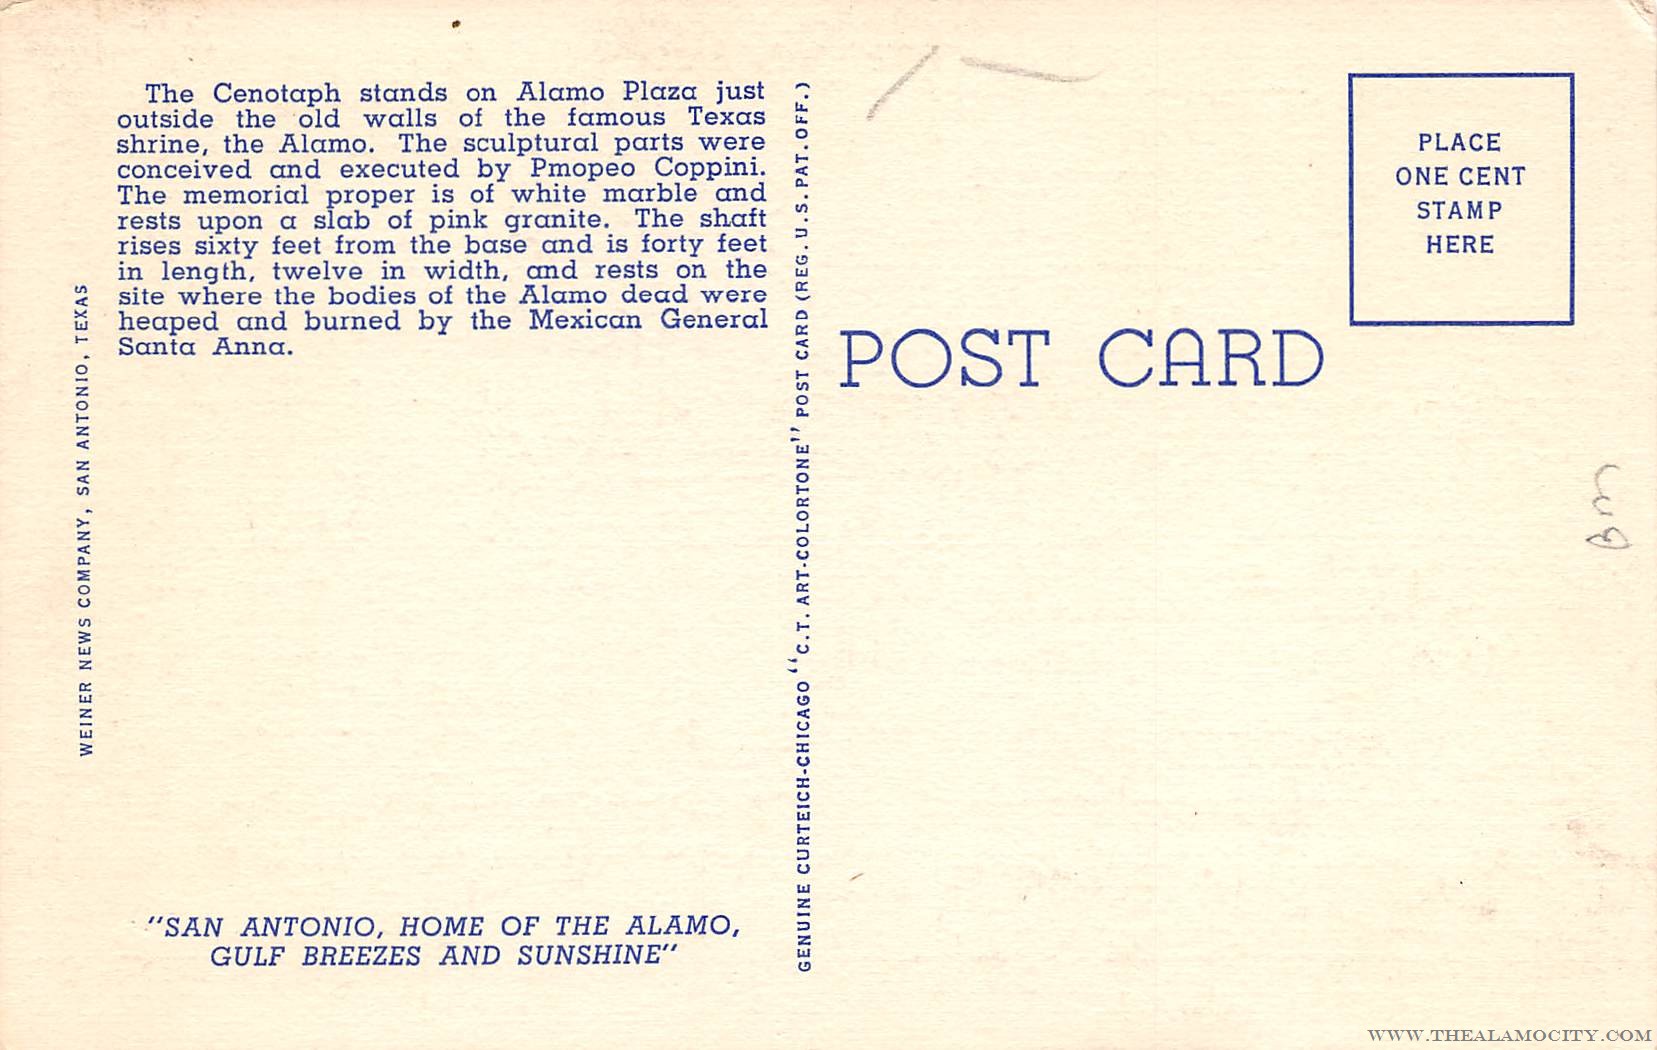 The Cenotaph stands on Alamo Plaza just
outside the old walls of the famous Texas
shrine, the Alamo. The sculptural parts were
conceived and executed by Pmopeo Coppini.
The memorial proper is of white marble and
rests upon a slab of pink granite. The shaft
rises sixty feet from the base and is forty feet
in length, twelve in width, and rests on the
site where the bodies of the Alamo dead were
heaped and burned by the Mexican General
Santa Anna.
WEINER NEWS COMPANY, SAN ANTONIO, TEXAS
"SAN ANTONIO, HOME OF THE ALAMO,
GULF BREEZES AND SUNSHINE"
GENUINE CURTEICH-CHICAGO "C.T. ART-COLORTONE" POST CARD (REG. U.S. PAT. OFF.)
PLACE
ONE CENT
STAMP
HERE
POST CARD
WWW.THEALAMOCITY.COM